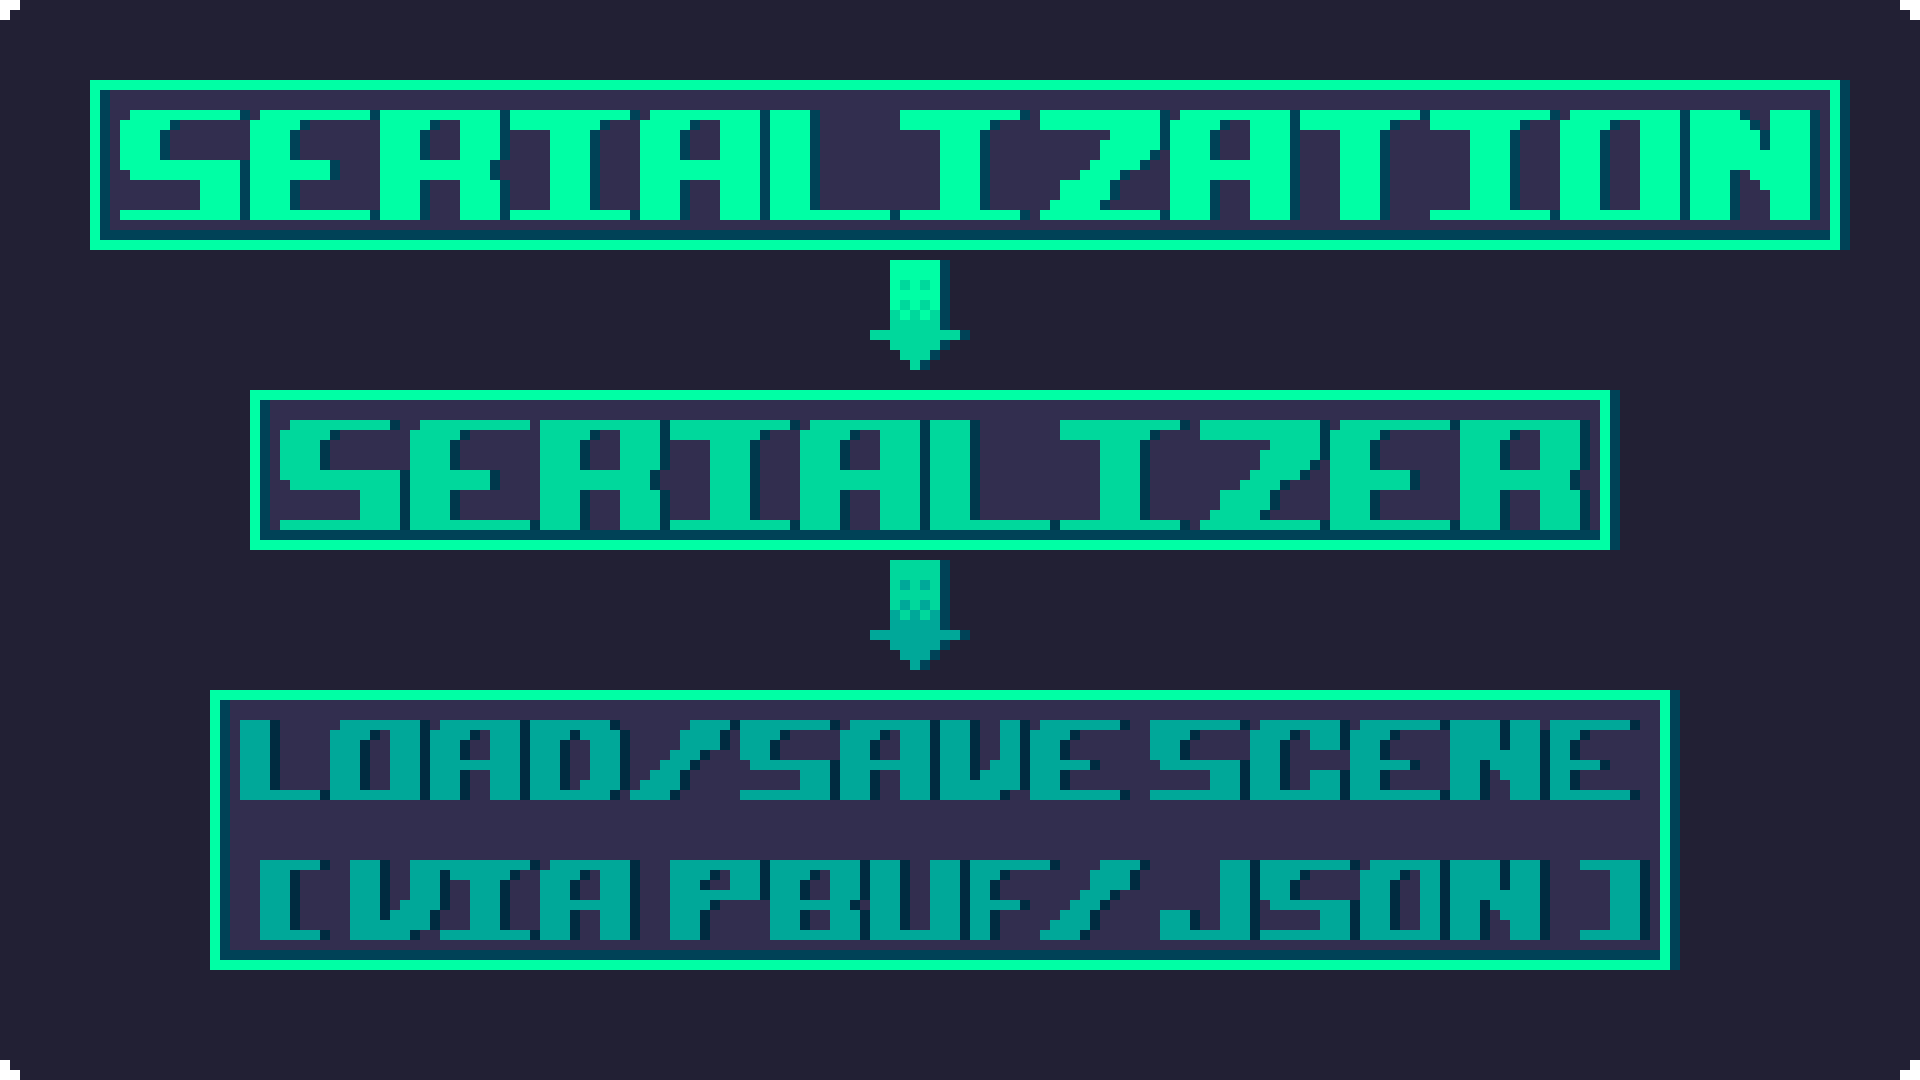 SERIALIZATION
SERIALIZER
LOAD/SAVE SCENE
[VIA PBUF/JSON]